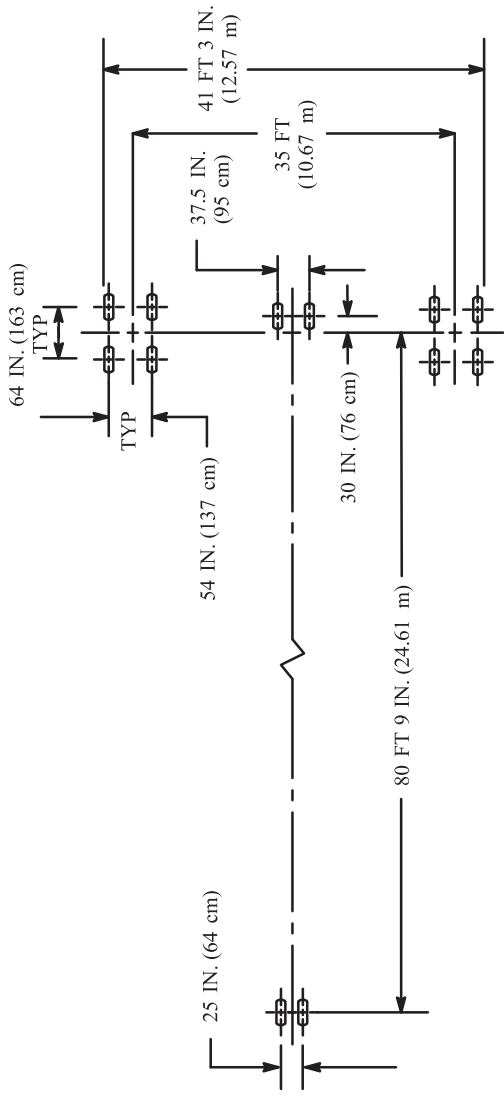 64 IN. (163 cm)
TYP
TYP
54 IN. (137 cm)
41 FT 3 IN.
(12.57 m)
37.5 IN.
(95 cm)
35 FT
(10.67 m)
30 IN. (76 cm)
80 FT 9 IN. (24.61 m)
25 IN. (64 cm)